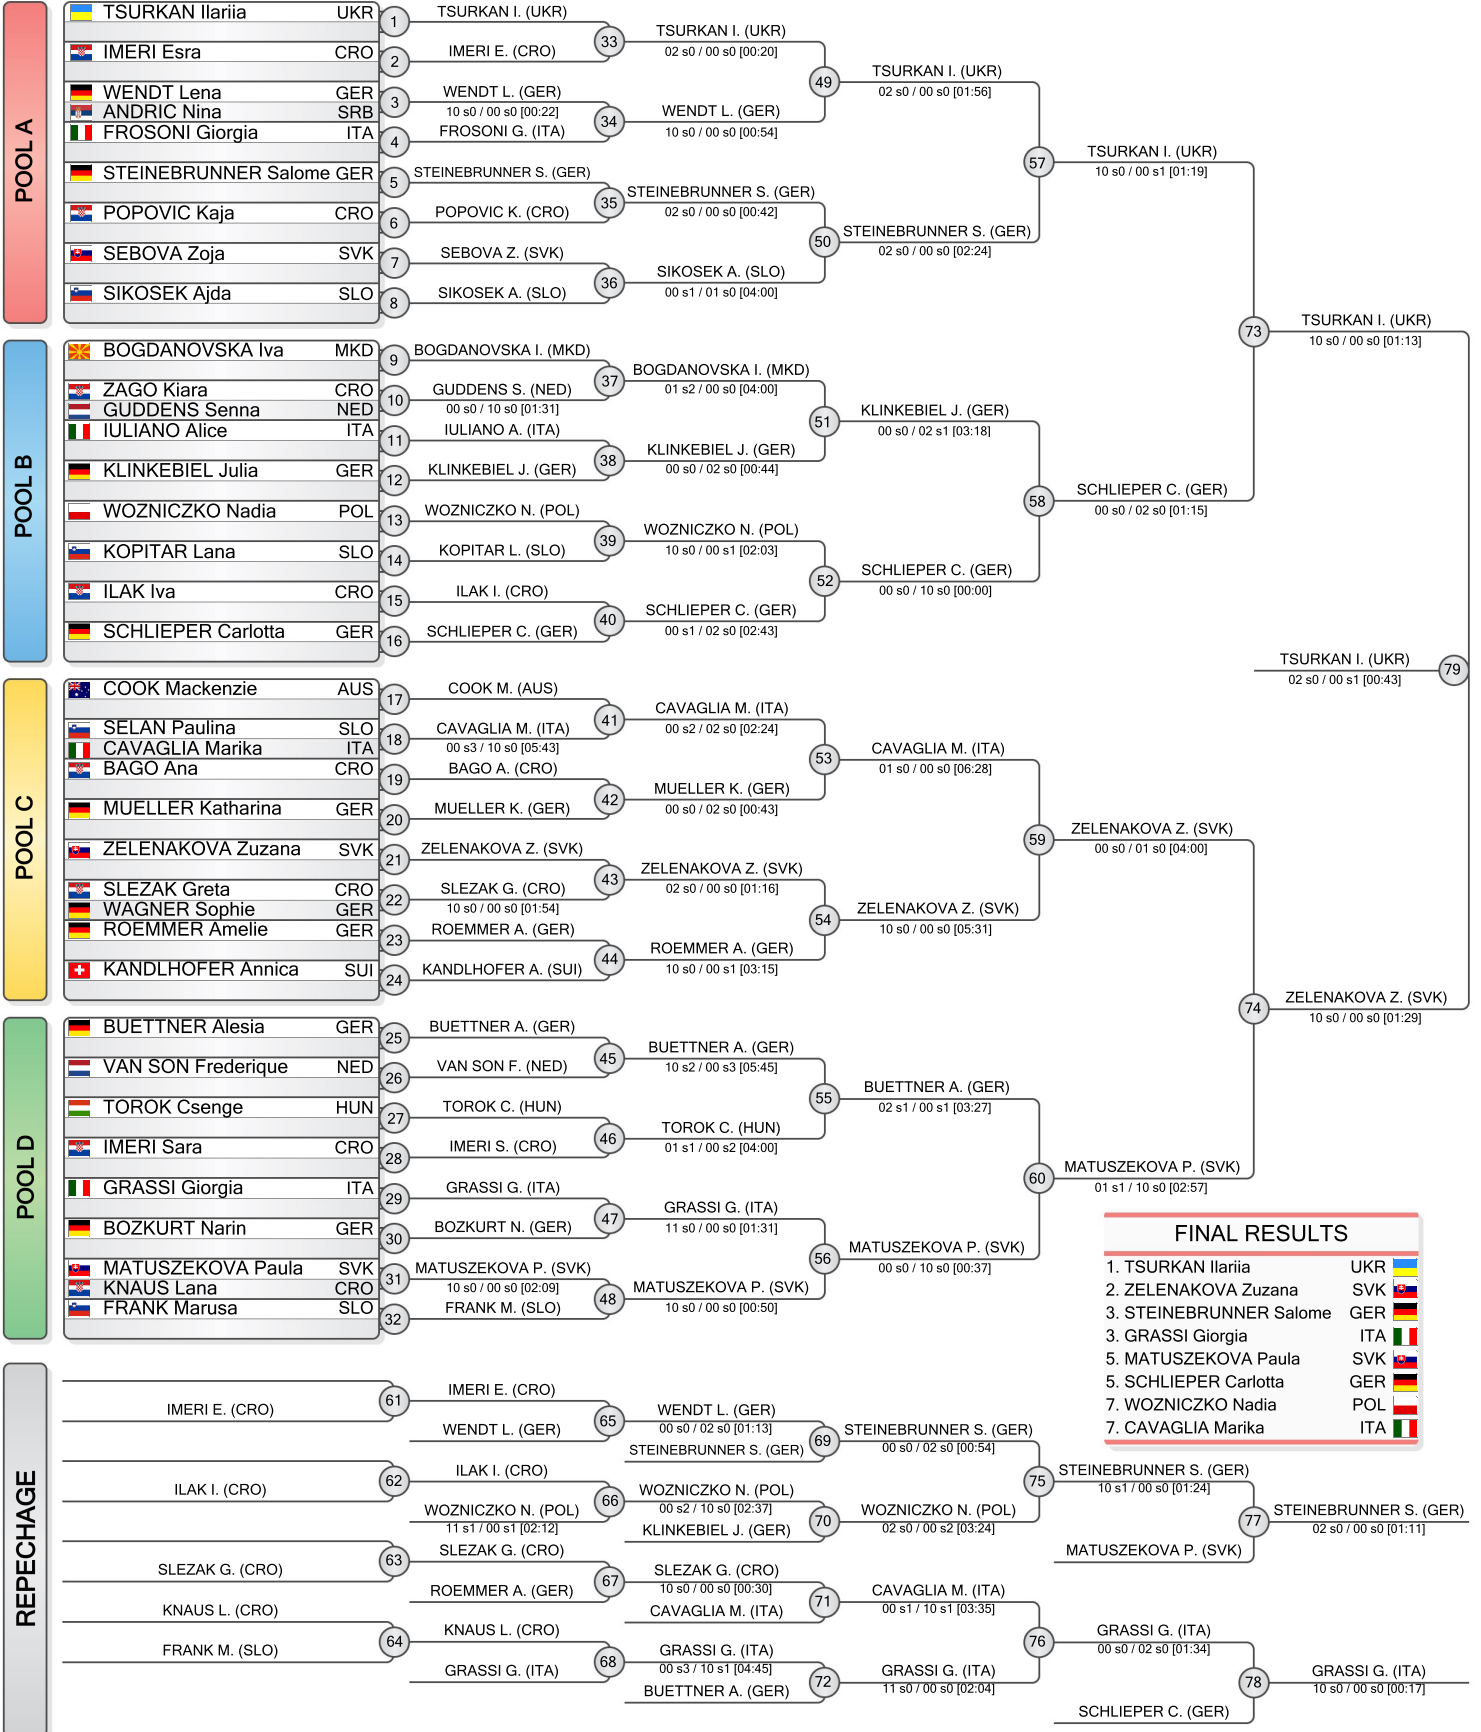 POOL A
TSURKAN Ilariia UKR
IMERI Esra CRO
WENDT Lena GER
ANDRIC Nina SRB
FROSONI Giorgia ITA
STEINEBRUNNER Salome GER
POPOVIC Kaja CRO
SEBOVA Zoja SVK
SIKOSEK Ajda SLO
1
2
3
4
5
6
7
8
TSURKAN I. (UKR)
IMERI E. (CRO)
WENDT L. (GER)
10 s0 / 00 s0 [00:22]
FROSONI G. (ITA)
STEINEBRUNNER S. (GER)
POPOVIC K. (CRO)
SEBOVA Z. (SVK)
SIKOSEK A. (SLO)
33
34
35
36
TSURKAN I. (UKR)
02 s0 / 00 s0 [00:20]
WENDT L. (GER)
10 s0 / 00 s0 [00:54]
STEINEBRUNNER S. (GER)
02 s0 / 00 s0 [00:42]
SIKOSEK A. (SLO)
00 s1 / 01 s0 [04:00]
49
50
TSURKAN I. (UKR)
02 s0 / 00 s0 [01:56]
STEINEBRUNNER S. (GER)
02 s0 / 00 s0 [02:24]
57
TSURKAN I. (UKR)
10 s0 / 00 s1 [01:19]
POOL B
BOGDANOVSKA Iva MKD
ZAGO Kiara CRO
GUDDENS Senna NED
IULIANO Alice ITA
KLINKEBIEL Julia GER
WOZNICZKO Nadia POL
KOPITAR Lana SLO
ILAK Iva CRO
SCHLIEPER Carlotta GER
9
10
11
12
13
14
15
16
BOGDANOVSKA I. (MKD)
GUDDENS S. (NED)
00 s0 / 10 s0 [01:31]
IULIANO A. (ITA)
KLINKEBIEL J. (GER)
WOZNICZKO N. (POL)
KOPITAR L. (SLO)
ILAK I. (CRO)
SCHLIEPER C. (GER)
37
38
39
40
BOGDANOVSKA I. (MKD)
01 s2 / 00 s0 [04:00]
KLINKEBIEL J. (GER)
00 s0 / 02 s0 [00:44]
WOZNICZKO N. (POL)
10 s0 / 00 s1 [02:03]
SCHLIEPER C. (GER)
00 s1 / 02 s0 [02:43]
51
52
KLINKEBIEL J. (GER)
00 s0 / 02 s1 [03:18]
SCHLIEPER C. (GER)
00 s0 / 10 s0 [00:00]
58
SCHLIEPER C. (GER)
00 s0 / 02 s0 [01:15]
73
TSURKAN I. (UKR)
10 s0 / 00 s0 [01:13]
TSURKAN I. (UKR)
02 s0 / 00 s1 [00:43]
79
POOL C
COOK Mackenzie AUS
SELAN Paulina SLO
CAVAGLIA Marika ITA
BAGO Ana CRO
MUELLER Katharina GER
ZELENAKOVA Zuzana SVK
SLEZAK Greta CRO
WAGNER Sophie GER
ROEMMER Amelie GER
KANDLHOFER Annica SUI
17
18
19
20
21
22
23
24
COOK M. (AUS)
CAVAGLIA M. (ITA)
00 s3 / 10 s0 [05:43]
BAGO A. (CRO)
MUELLER K. (GER)
ZELENAKOVA Z. (SVK)
SLEZAK G. (CRO)
10 s0 / 00 s0 [01:54]
ROEMMER A. (GER)
KANDLHOFER A. (SUI)
41
42
43
44
CAVAGLIA M. (ITA)
00 s2 / 02 s0 [02:24]
MUELLER K. (GER)
00 s0 / 02 s0 [00:43]
ZELENAKOVA Z. (SVK)
02 s0 / 00 s0 [01:16]
ROEMMER A. (GER)
10 s0 / 00 s1 [03:15]
53
54
CAVAGLIA M. (ITA)
01 s0 / 00 s0 [06:28]
ZELENAKOVA Z. (SVK)
10 s0 / 00 s0 [05:31]
59
ZELENAKOVA Z. (SVK)
00 s0 / 01 s0 [04:00]
74
ZELENAKOVA Z. (SVK)
10 s0 / 00 s0 [01:29]
POOL D
BUETTNER Alesia GER
VAN SON Frederique NED
TOROK Csenge HUN
IMERI Sara CRO
GRASSI Giorgia ITA
BOZKURT Narin GER
MATUSZEKOVA Paula SVK
KNAUS Lana CRO
FRANK Marusa SLO
25
26
27
28
29
30
31
32
BUETTNER A. (GER)
VAN SON F. (NED)
TOROK C. (HUN)
IMERI S. (CRO)
GRASSI G. (ITA)
BOZKURT N. (GER)
MATUSZEKOVA P. (SVK)
10 s0 / 00 s0 [02:09]
FRANK M. (SLO)
45
46
47
48
BUETTNER A. (GER)
10 s2 / 00 s3 [05:45]
TOROK C. (HUN)
01 s1 / 00 s2 [04:00]
GRASSI G. (ITA)
11 s0 / 00 s0 [01:31]
MATUSZEKOVA P. (SVK)
10 s0 / 00 s0 [00:50]
55
56
BUETTNER A. (GER)
02 s1 / 00 s1 [03:27]
MATUSZEKOVA P. (SVK)
00 s0 / 10 s0 [00:37]
60
MATUSZEKOVA P. (SVK)
01 s1 / 10 s0 [02:57]
FINAL RESULTS
1. TSURKAN Ilariia UKR
2. ZELENAKOVA Zuzana SVK
3. STEINEBRUNNER Salome GER
3. GRASSI Giorgia ITA
5. MATUSZEKOVA Paula SVK
5. SCHLIEPER Carlotta GER
7. WOZNICZKO Nadia POL
7. CAVAGLIA Marika ITA
REPECHAGE
IMERI E. (CRO)
ILAK I. (CRO)
SLEZAK G. (CRO)
KNAUS L. (CRO)
FRANK M. (SLO)
61
62
63
64
IMERI E. (CRO)
WENDT L. (GER)
ILAK I. (CRO)
WOZNICZKO N. (POL)
11 s1 / 00 s1 [02:12]
SLEZAK G. (CRO)
ROEMMER A. (GER)
KNAUS L. (CRO)
GRASSI G. (ITA)
65
66
67
68
WENDT L. (GER)
00 s0 / 02 s0 [01:13]
STEINEBRUNNER S. (GER)
WOZNICZKO N. (POL)
00 s2 / 10 s0 [02:37]
KLINKEBIEL J. (GER)
SLEZAK G. (CRO)
10 s0 / 00 s0 [00:30]
CAVAGLIA M. (ITA)
GRASSI G. (ITA)
00 s3 / 10 s1 [04:45]
BUETTNER A. (GER)
69
70
71
72
STEINEBRUNNER S. (GER)
00 s0 / 02 s0 [00:54]
WOZNICZKO N. (POL)
02 s0 / 00 s2 [03:24]
CAVAGLIA M. (ITA)
00 s1 / 10 s1 [03:35]
GRASSI G. (ITA)
11 s0 / 00 s0 [02:04]
75
76
STEINEBRUNNER S. (GER)
10 s1 / 00 s0 [01:24]
MATUSZEKOVA P. (SVK)
GRASSI G. (ITA)
00 s0 / 02 s0 [01:34]
SCHLIEPER C. (GER)
77
78
STEINEBRUNNER S. (GER)
02 s0 / 00 s0 [01:11]
GRASSI G. (ITA)
10 s0 / 00 s0 [00:17]